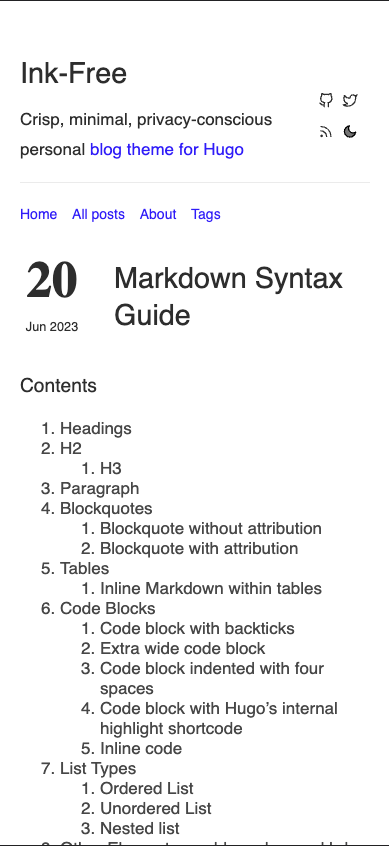 Ink-Free
Crisp, minimal, privacy-conscious
personal blog theme for Hugo
Home All posts About Tags
20
Jun 2023
Markdown Syntax
Guide
Contents
1. Headings
2. H2
1. H3
3. Paragraph
4. Blockquotes
1. Blockquote without attribution
2. Blockquote with attribution
5. Tables
1. Inline Markdown within tables
6. Code Blocks
1. Code block with backticks
2. Extra wide code block
3. Code block indented with four
spaces
4. Code block with Hugo’s internal
highlight shortcode
5. Inline code
7. List Types
1. Ordered List
2. Unordered List
3. Nested list